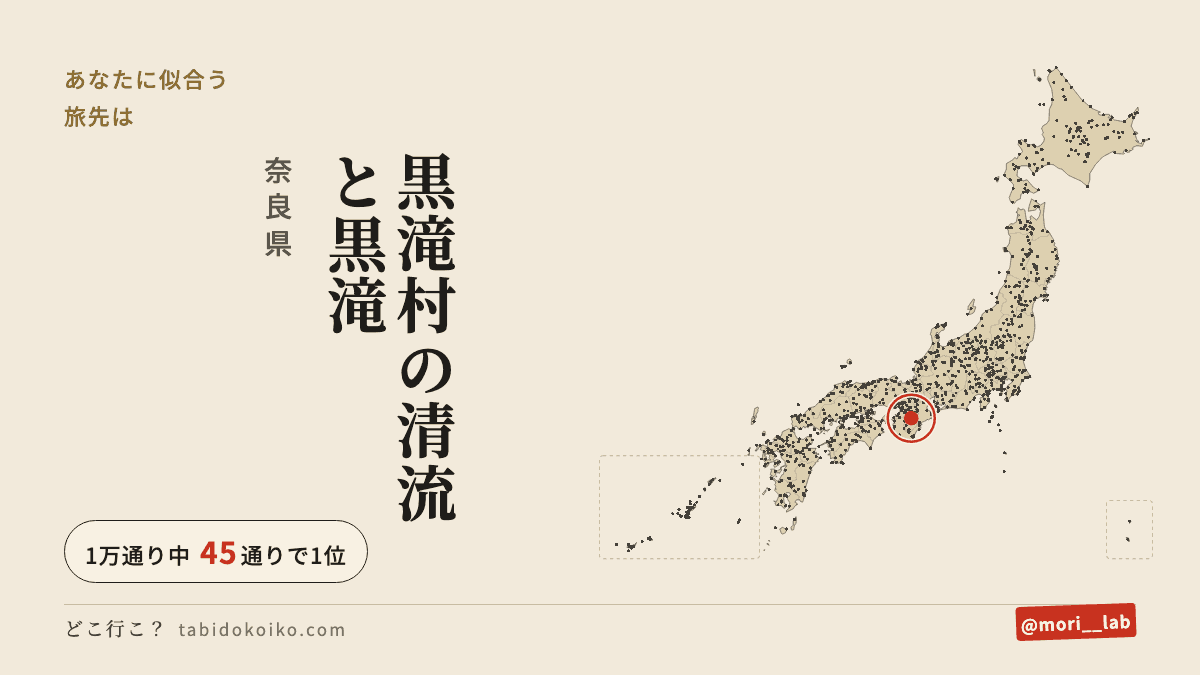 あなたに似合う
旅先は
黒滝村の清流
と黒滝
奈良県
1万通り中 45通りで1位
どこ行こ？ tabidokoiko.com
@mori__lab